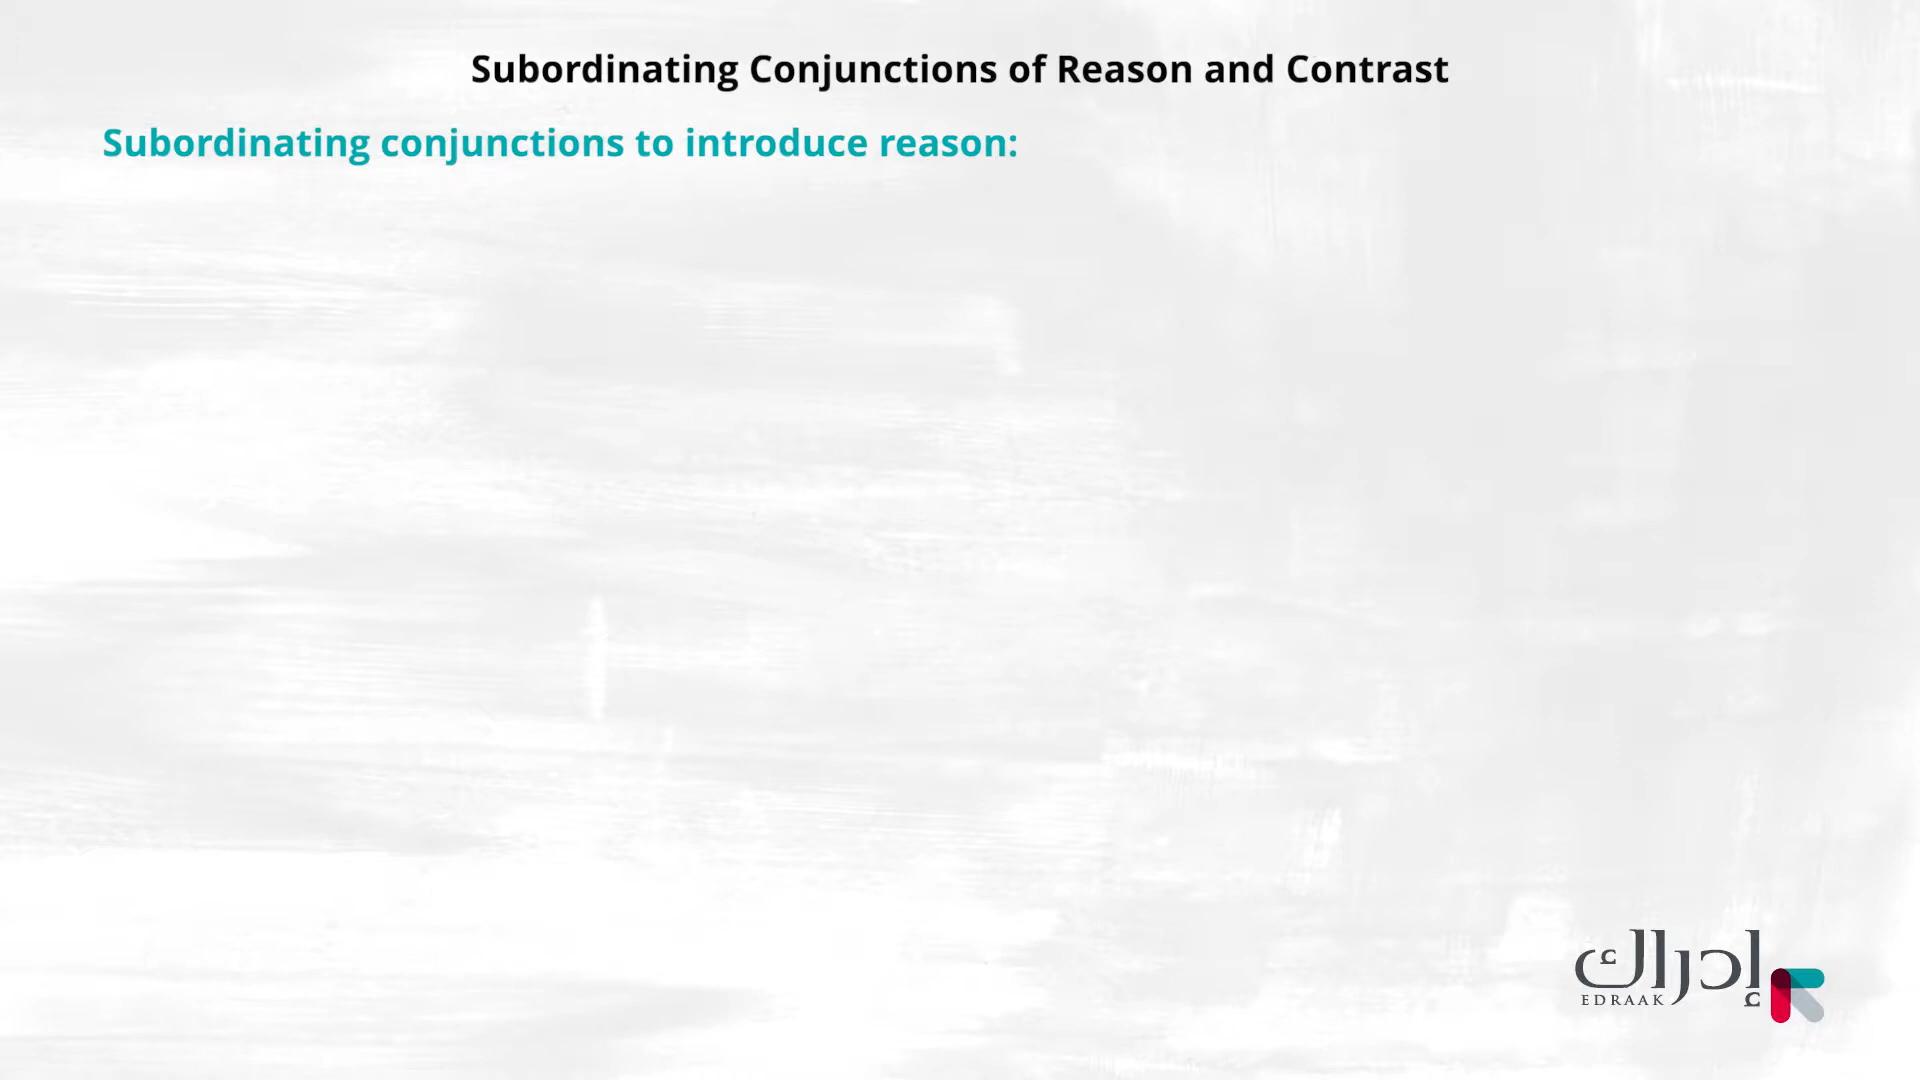 Subordinating Conjunctions of Reason and Contrast
Subordinating conjunctions to introduce reason:
إدراك
EDRAAK